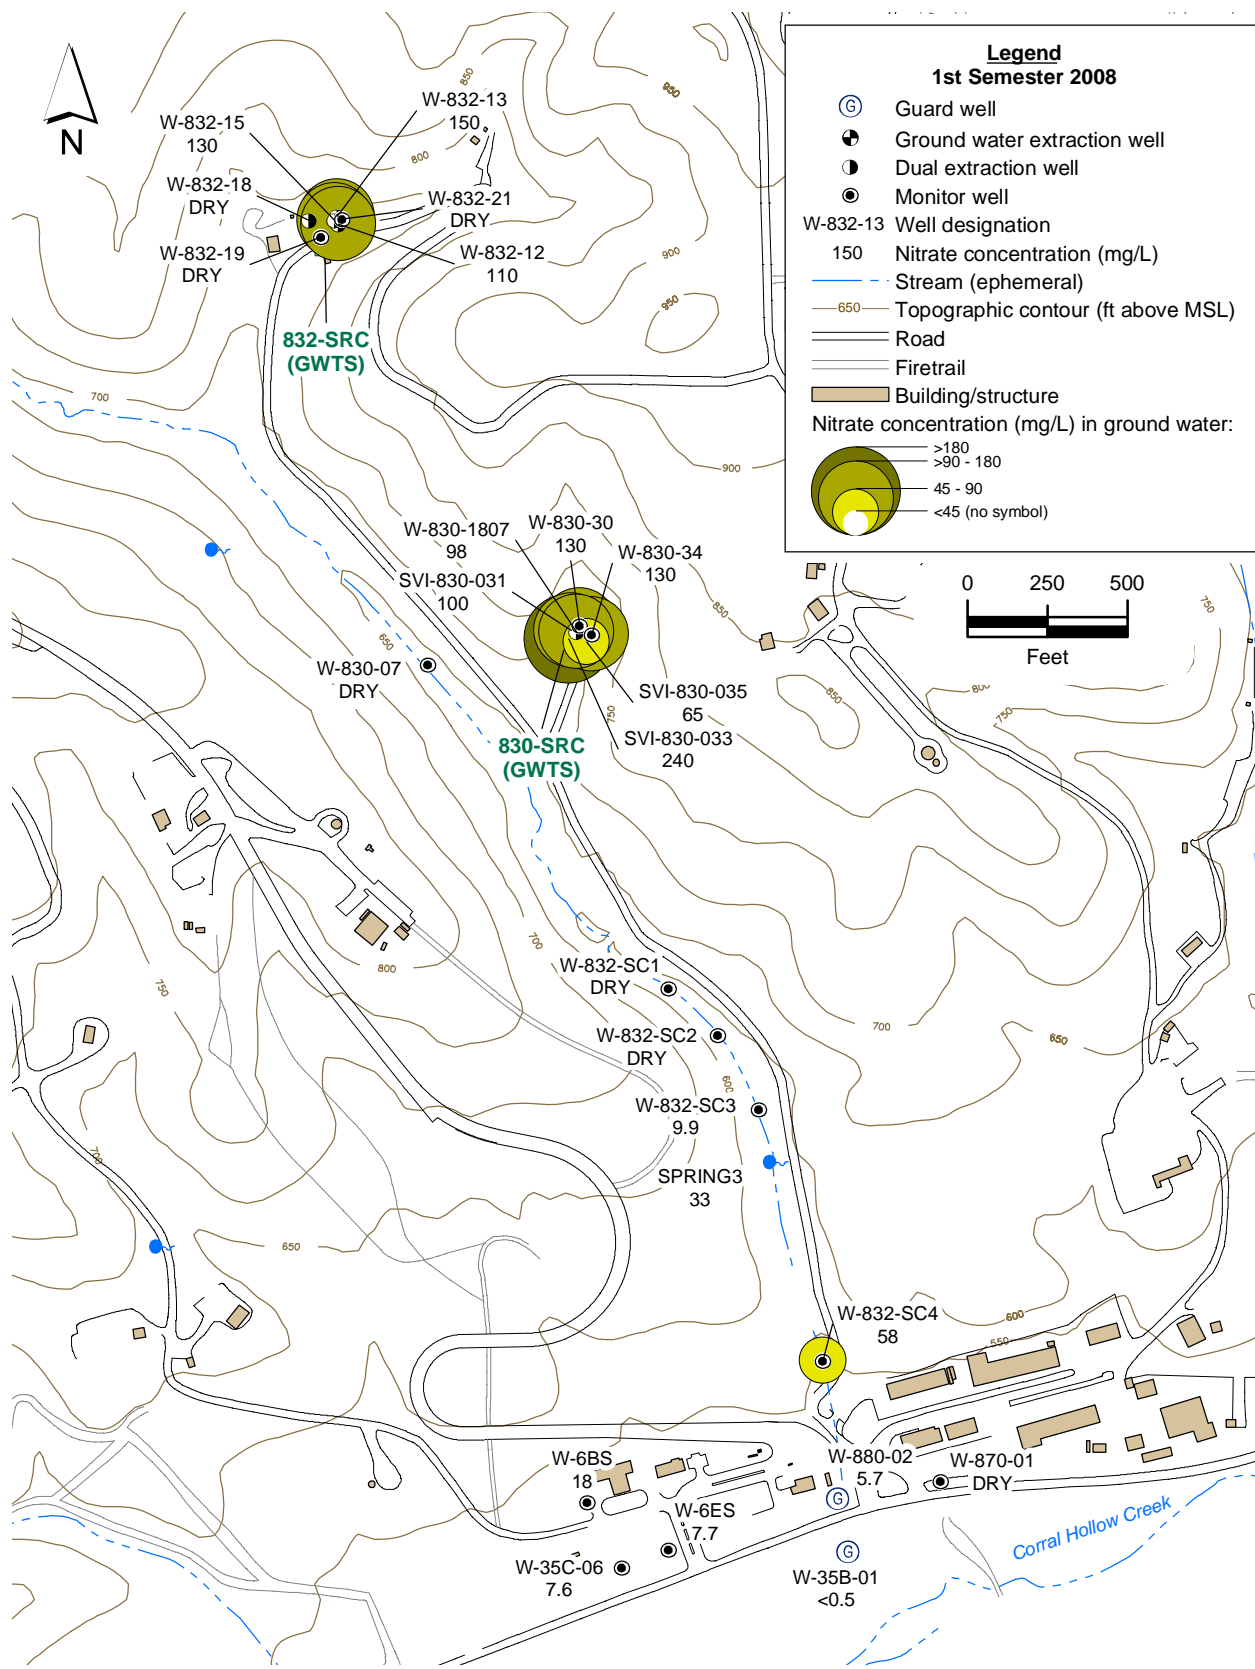 Legend
1st Semester 2008
G
Guard well
Ground water extraction well
Dual extraction well
Monitor well
W-832-13 Well designation
150 Nitrate concentration (mg/L)
Stream (ephemeral)
650 Topographic contour (ft above MSL)
Road
Firetrail
Building/structure
Nitrate concentration (mg/L) in ground water:
>180
>90 - 180
45 - 90
<45 (no symbol)
0 250 500
Feet
N
W-832-15
130
W-832-13
150
W-832-18
DRY
W-832-21
DRY
W-832-19
DRY
W-832-12
110
832-SRC
(GWTS)
850
800
950
900
950
700
900
W-830-1807
98
W-830-30
130
W-830-34
130
SVI-830-031
100
W-830-07
DRY
SVI-830-035
65
SVI-830-033
240
830-SRC
(GWTS)
650
850
750
750
800
750
850
700
800
750
W-832-SC1
DRY
W-832-SC2
DRY
W-832-SC3
9.9
SPRING3
33
600
700
650
700
650
W-832-SC4
58
600
550
W-6BS
18
W-6ES
7.7
W-35C-06
7.6
W-880-02
5.7
G
W-870-01
DRY
G
W-35B-01
<0.5
Corral Hollow Creek